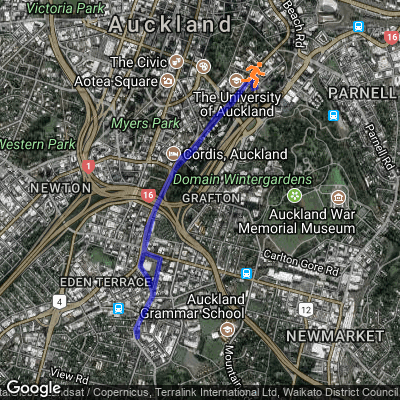 Victoria Park
Auckland
Beach Rd
16
The Civic
Aotea Square
The University
of Auckland
PARNELL
Parnell Rd
Myers Park
Western Park
Cordis, Auckland
1
Domain Wintergardens
NEWTON
16
GRAFTON
Auckland War
Memorial Museum
Carlton Gore Rd
EDEN TERRACE
4
12
Auckland
Grammar School
NEWMARKET
View Rd
Mountain
Google
/ Copernicus, Terralink International Ltd, Waikato District Council